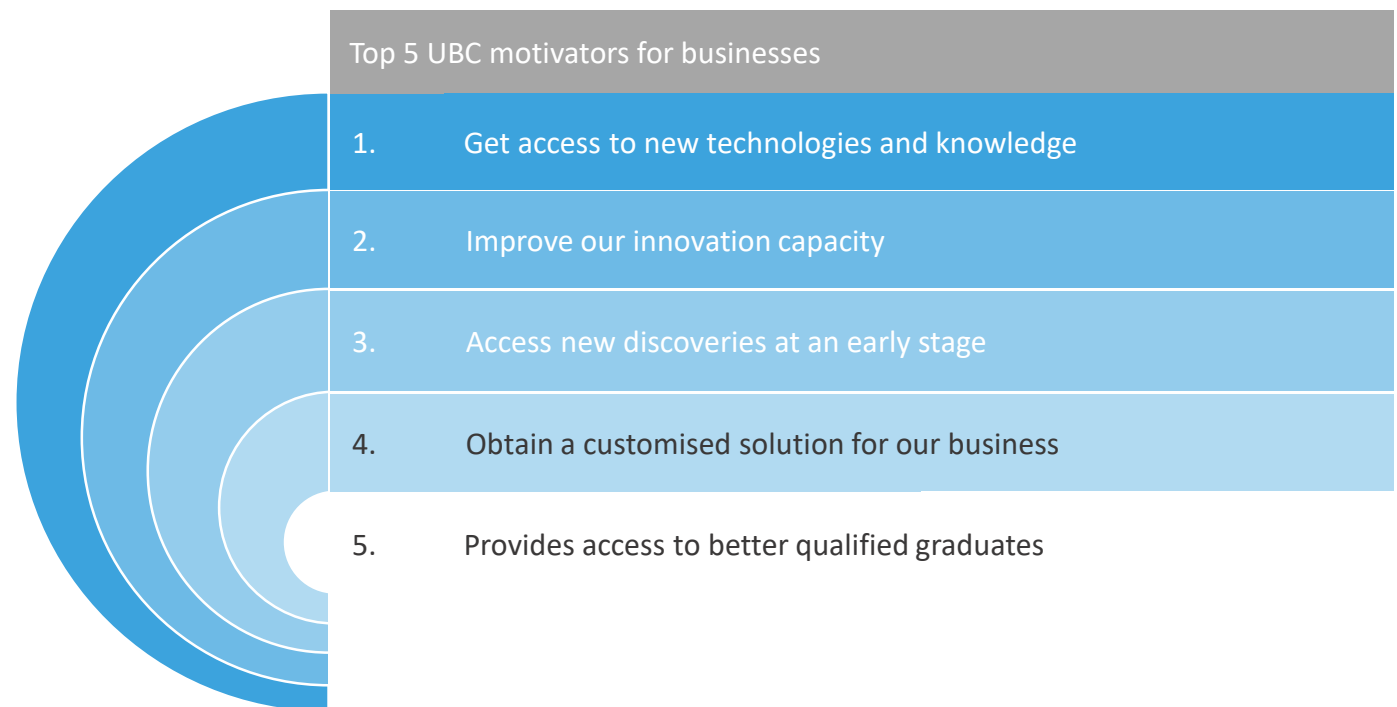 Top 5 UBC motivators for businesses
1. Get access to new technologies and knowledge
2. Improve our innovation capacity
3. Access new discoveries at an early stage
4. Obtain a customised solution for our business
5. Provides access to better qualified graduates